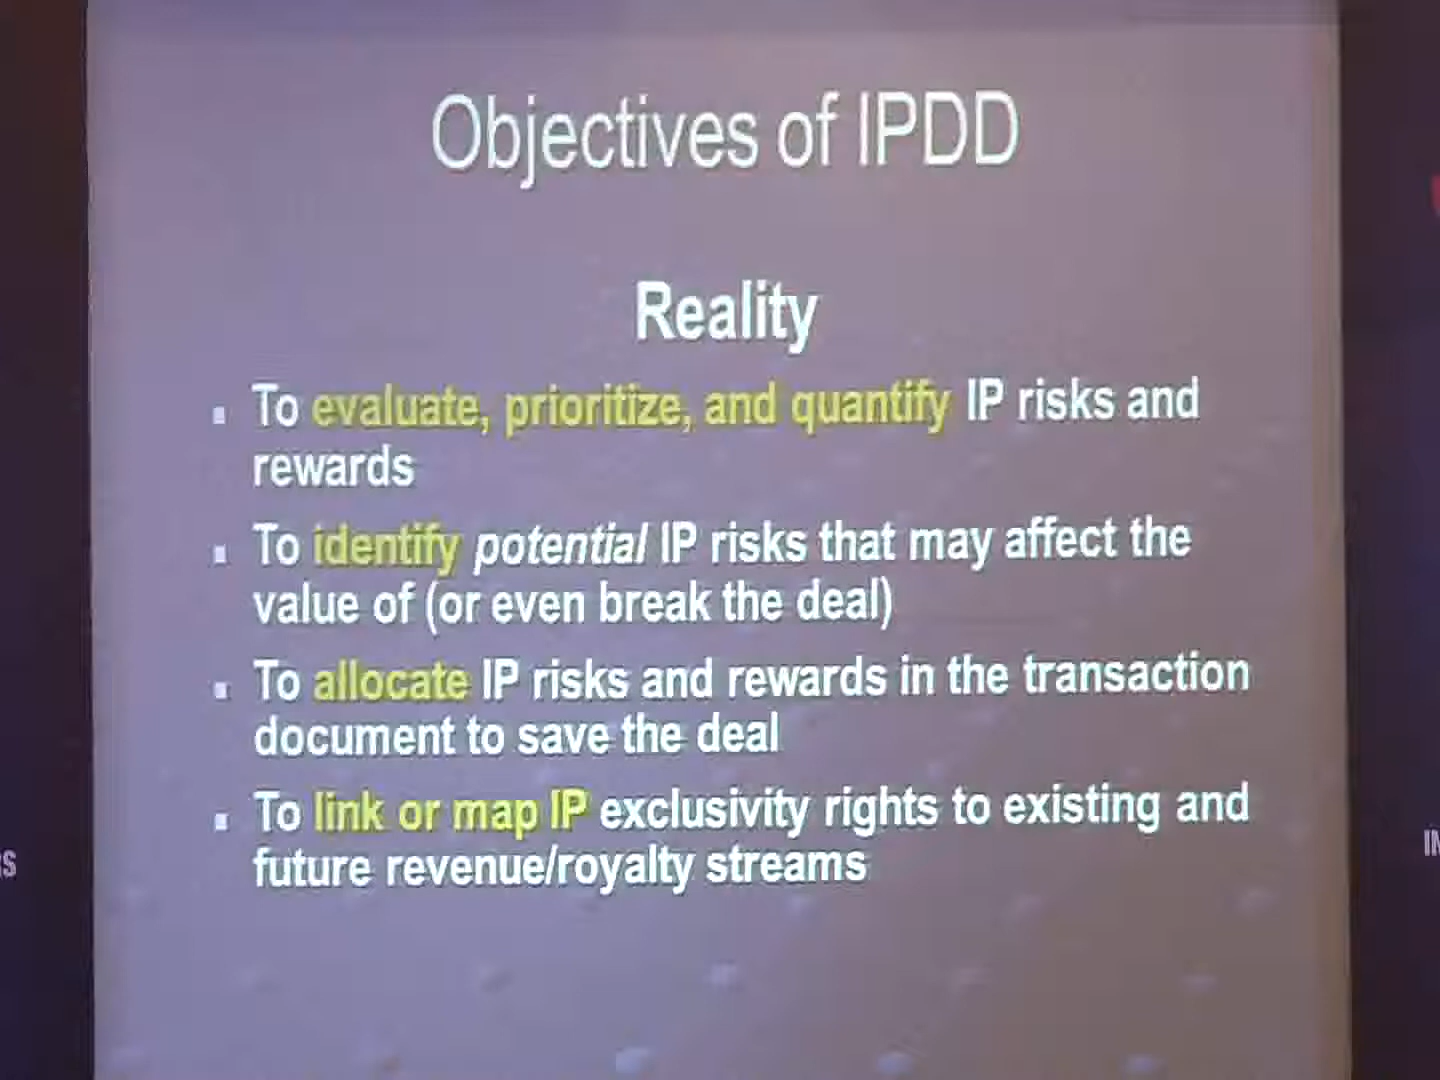 Objectives of IPDD
Reality
▪ To evaluate, prioritize, and quantify IP risks and
rewards
▪ To identify potential IP risks that may affect the
value of (or even break the deal)
▪ To allocate IP risks and rewards in the transaction
document to save the deal
▪ To link or map IP exclusivity rights to existing and
future revenue/royalty streams